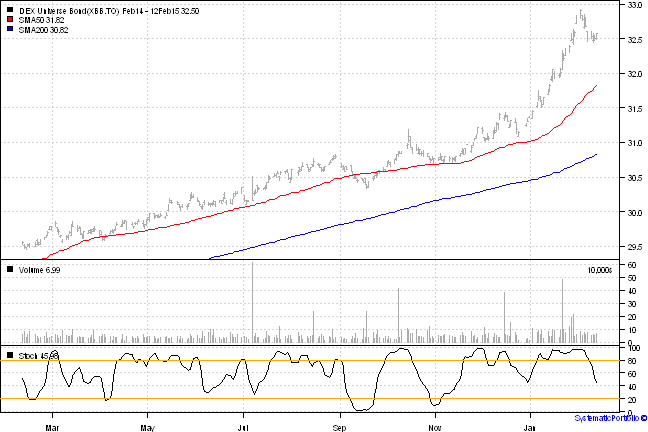 DEX Universe Bond(XBB.TO) Feb14 - 12Feb15 32.50
SMA50 31.82
SMA200 30.82
33.0
32.5
32.0
31.5
31.0
30.5
30.0
29.5
Volume 6.99
10,000s
60
50
40
30
20
10
0
Stoch 45.98
100
80
60
40
20
0
Mar May Jul Sep Nov Jan
SystematicPortfolio ©